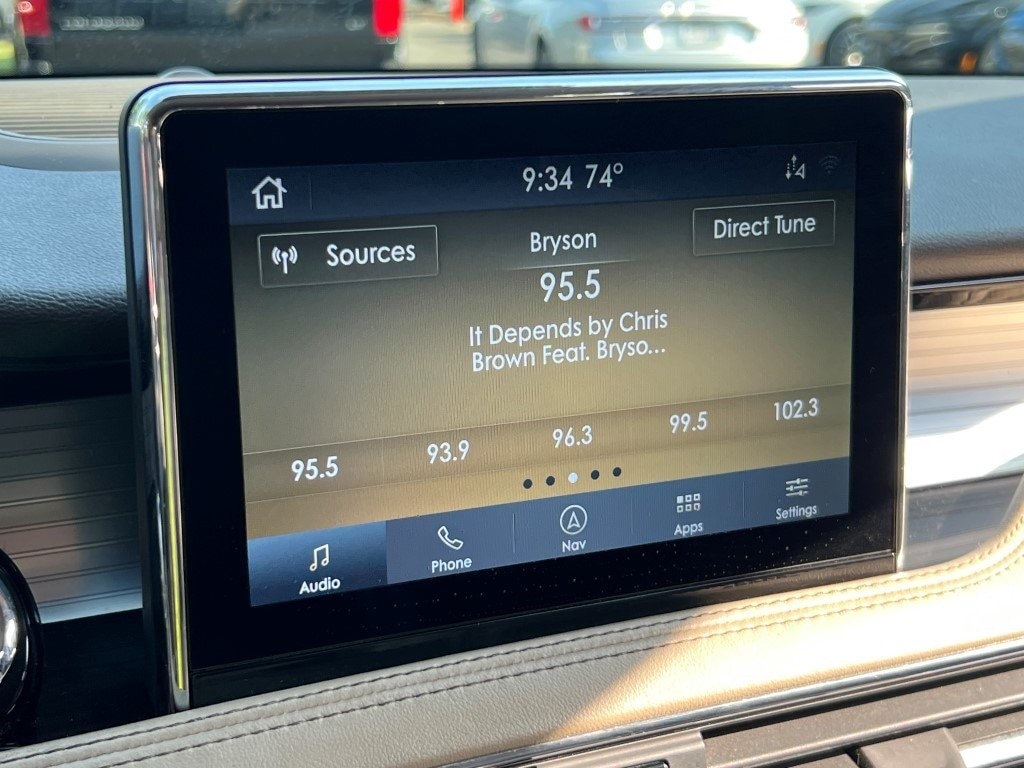 9:34 74°
Sources
Bryson
Direct Tune
95.5
It Depends by Chris
Brown Feat. Bryso...
95.5 93.9 96.3 99.5 102.3
Audio Phone Nav Apps Settings